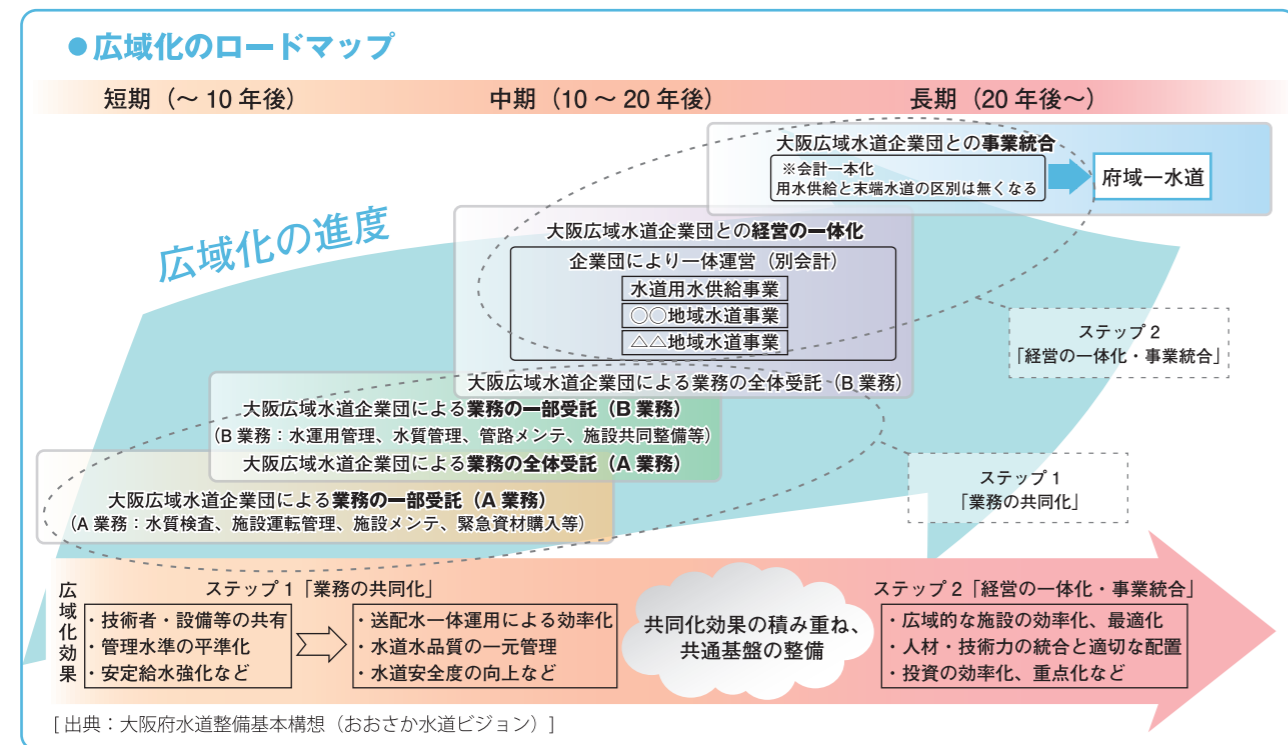 ●広域化のロードマップ
短期（～ 10 年後）
中期（10 ～ 20 年後）
長期（20 年後～）
大阪広域水道企業団との事業統合
※会計一本化
用水供給と末端水道の区別は無くなる
府域一水道
広域化の進度
大阪広域水道企業団との経営の一体化
企業団により一体運営（別会計）
水道用水供給事業
○○地域水道事業
△△地域水道事業
ステップ 2
「経営の一体化・事業統合」
大阪広域水道企業団による業務の全体受託（B 業務）
大阪広域水道企業団による業務の一部受託（B 業務）
（B 業務：水運用管理、水質管理、管路メンテ、施設共同整備等）
大阪広域水道企業団による業務の全体受託（A 業務）
ステップ 1
「業務の共同化」
大阪広域水道企業団による業務の一部受託（A 業務）
（A 業務：水質検査、施設運転管理、施設メンテ、緊急資材購入等）
広域化効果
ステップ 1「業務の共同化」
・技術者・設備等の共有
・管理水準の平準化
・安定給水強化など
・送配水一体運用による効率化
・水道水品質の一元管理
・水道安全度の向上など
共同化効果の積み重ね、
共通基盤の整備
ステップ 2「経営の一体化・事業統合」
・広域的な施設の効率化、最適化
・人材・技術力の統合と適切な配置
・投資の効率化、重点化など
[ 出典：大阪府水道整備基本構想（おおさか水道ビジョン）]